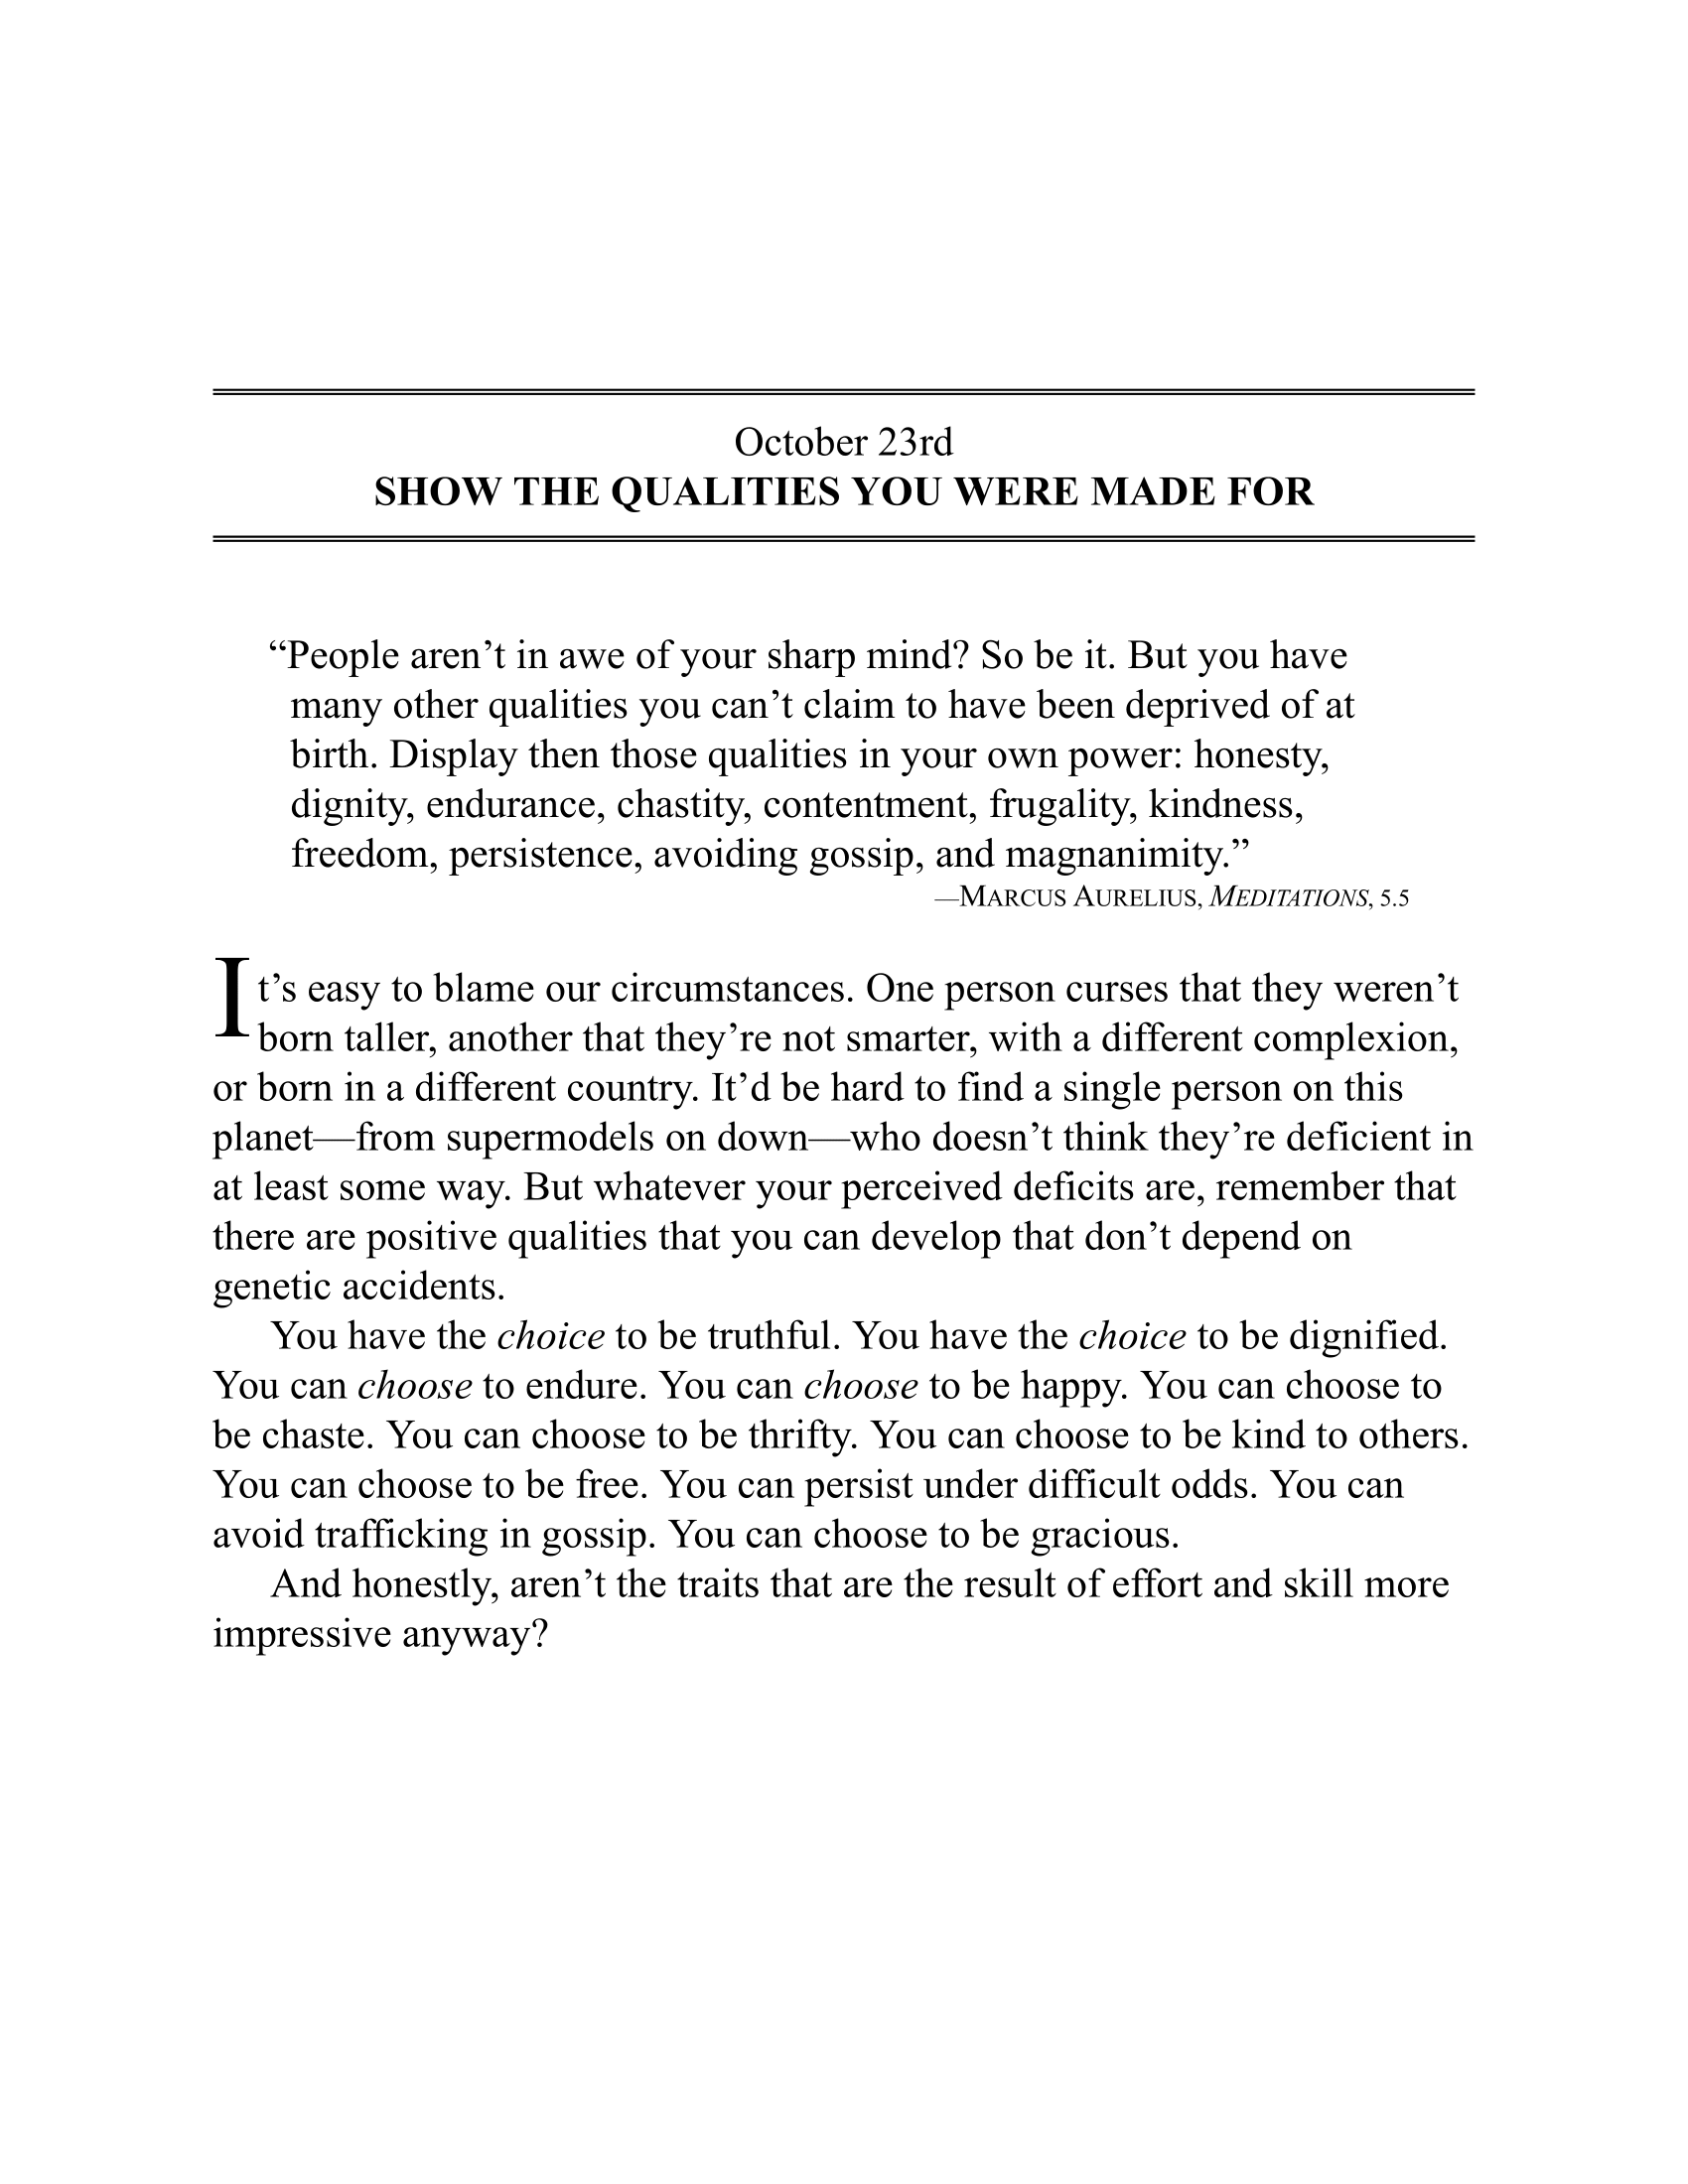 October 23rd
SHOW THE QUALITIES YOU WERE MADE FOR
“People aren’t in awe of your sharp mind? So be it. But you have
many other qualities you can’t claim to have been deprived of at
birth. Display then those qualities in your own power: honesty,
dignity, endurance, chastity, contentment, frugality, kindness,
freedom, persistence, avoiding gossip, and magnanimity.”
—MARCUS AURELIUS, MEDITATIONS, 5.5
It’s easy to blame our circumstances. One person curses that they weren’t
born taller, another that they’re not smarter, with a different complexion,
or born in a different country. It’d be hard to find a single person on this
planet—from supermodels on down—who doesn’t think they’re deficient in
at least some way. But whatever your perceived deficits are, remember that
there are positive qualities that you can develop that don’t depend on
genetic accidents.
You have the choice to be truthful. You have the choice to be dignified.
You can choose to endure. You can choose to be happy. You can choose to
be chaste. You can choose to be thrifty. You can choose to be kind to others.
You can choose to be free. You can persist under difficult odds. You can
avoid trafficking in gossip. You can choose to be gracious.
And honestly, aren’t the traits that are the result of effort and skill more
impressive anyway?